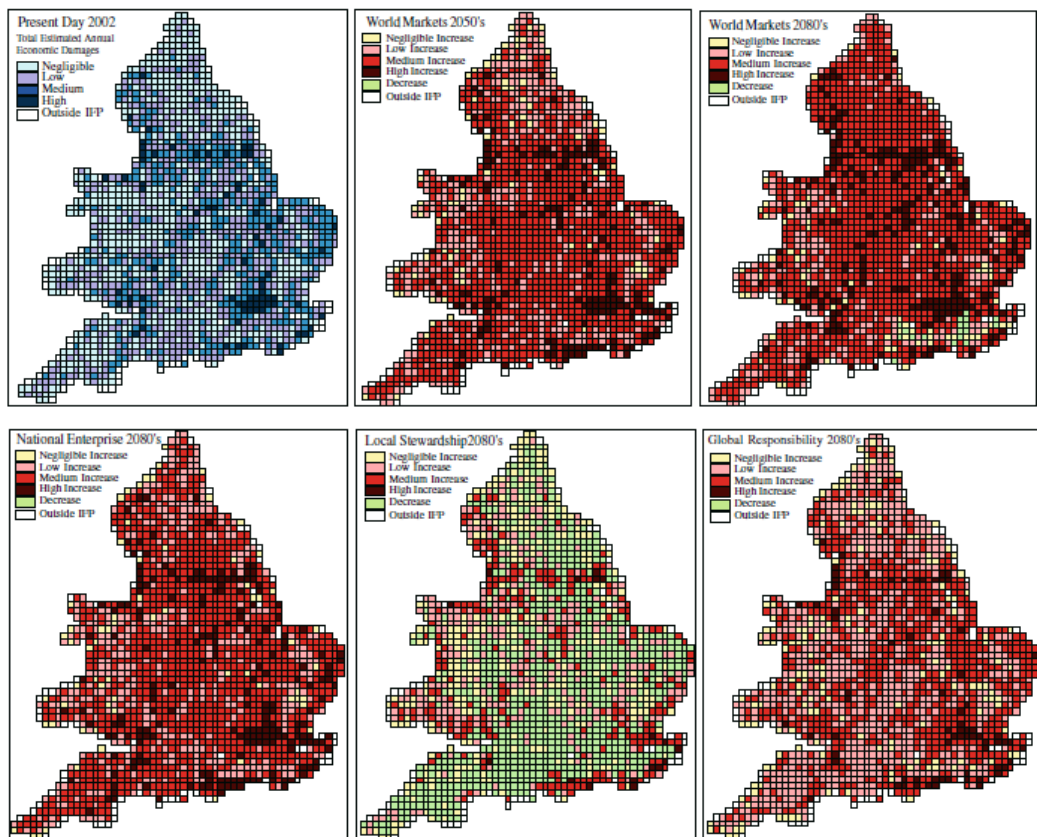 Present Day 2002
Total Estimated Annual
Economic Damages
Negligible
Low
Medium
High
Outside IFP
World Markets 2050's
Negligible Increase
Low Increase
Medium Increase
High Increase
Decrease
Outside IFP
World Markets 2080's
Negligible Increase
Low Increase
Medium Increase
High Increase
Decrease
Outside IFP
National Enterprise 2080's
Negligible Increase
Low Increase
Medium Increase
High Increase
Decrease
Outside IFP
Local Stewardship2080's
Negligible Increase
Low Increase
Medium Increase
High Increase
Decrease
Outside IFP
Global Responsibility 2080's
Negligible Increase
Low Increase
Medium Increase
High Increase
Decrease
Outside IFP